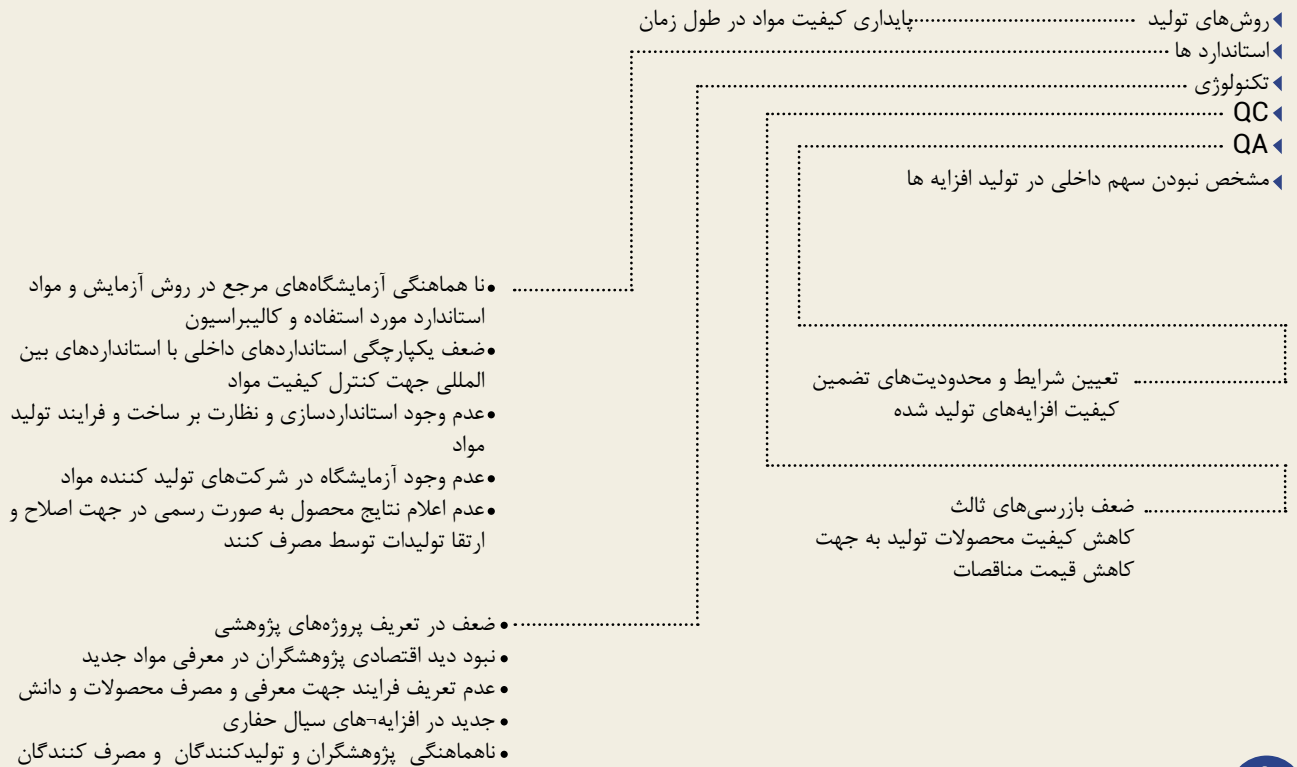 روش‌های تولید پایداری کیفیت مواد در طول زمان
استاندارد ها
تکنولوژی
QC
QA
مشخص نبودن سهم داخلی در تولید افزایه ها
•نا هماهنگی آزمایشگاه‌های مرجع در روش آزمایش و مواد
استاندارد مورد استفاده و کالیبراسیون
•ضعف یکپارچگی استانداردهای داخلی با استانداردهای بین
المللی جهت کنترل کیفیت مواد
•عدم وجود استانداردسازی و نظارت بر ساخت و فرایند تولید
مواد
•عدم وجود آزمایشگاه در شرکت‌های تولید کننده مواد
•عدم اعلام نتایج محصول به صورت رسمی در جهت اصلاح و
ارتقا تولیدات توسط مصرف کنند
تعیین شرایط و محدودیت‌های تضمین
کیفیت افزایه‌های تولید شده
ضعف بازرسی‌های ثالث
کاهش کیفیت محصولات تولید به جهت
کاهش قیمت مناقصات
• ضعف در تعریف پروژه‌های پژوهشی
• نبود دید اقتصادی پژوهشگران در معرفی مواد جدید
• عدم تعریف فرایند جهت معرفی و مصرف محصولات و دانش
• جدید در افزایه¬های سیال حفاری
• ناهماهنگی پژوهشگران و تولیدکنندگان و مصرف کنندگان